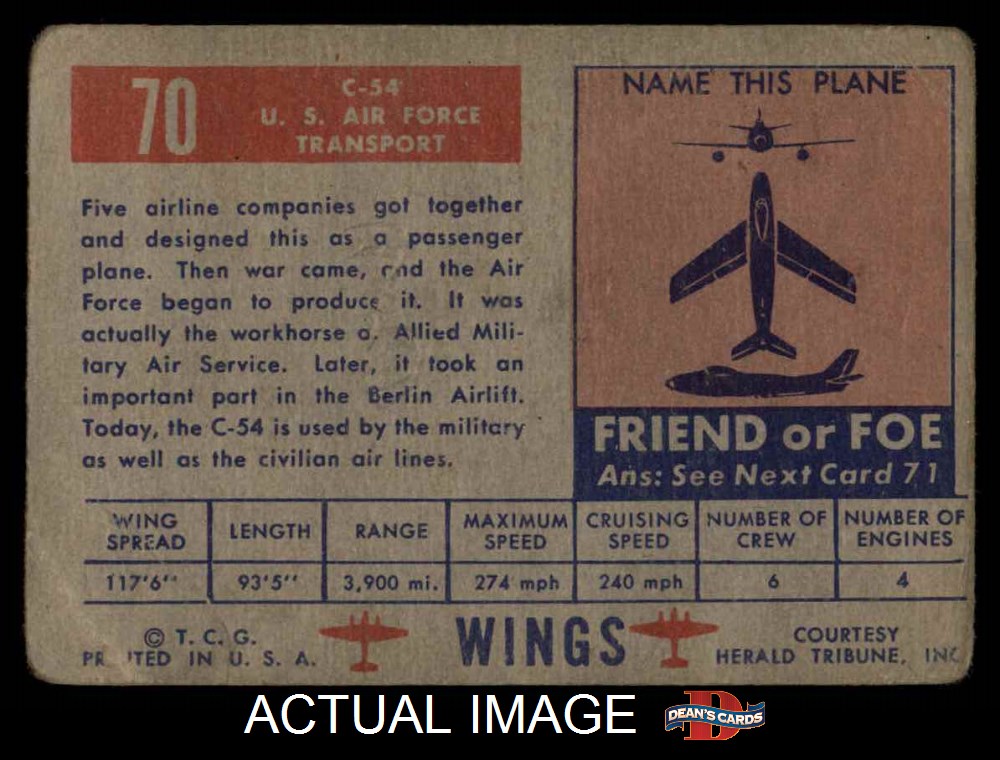 70
C-54
U. S. AIR FORCE
TRANSPORT
Five airline companies got together
and designed this as a passenger
plane. Then war came, and the Air
Force began to produce it. It was
actually the workhorse o. Allied Mili-
tary Air Service. Later, it took an
important part in the Berlin Airlift.
Today, the C-54 is used by the military
as well as the civilian air lines.
NAME THIS PLANE
FRIEND or FOE
Ans: See Next Card 71
WING SPREAD LENGTH RANGE MAXIMUM SPEED CRUISING SPEED NUMBER OF CREW NUMBER OF ENGINES
117'6" 93'5" 3,900 mi. 274 mph 240 mph 6 4
© T. C. G.
PRINTED IN U. S. A.
WINGS
COURTESY
HERALD TRIBUNE, INC
ACTUAL IMAGE
D
DEAN'S CARDS